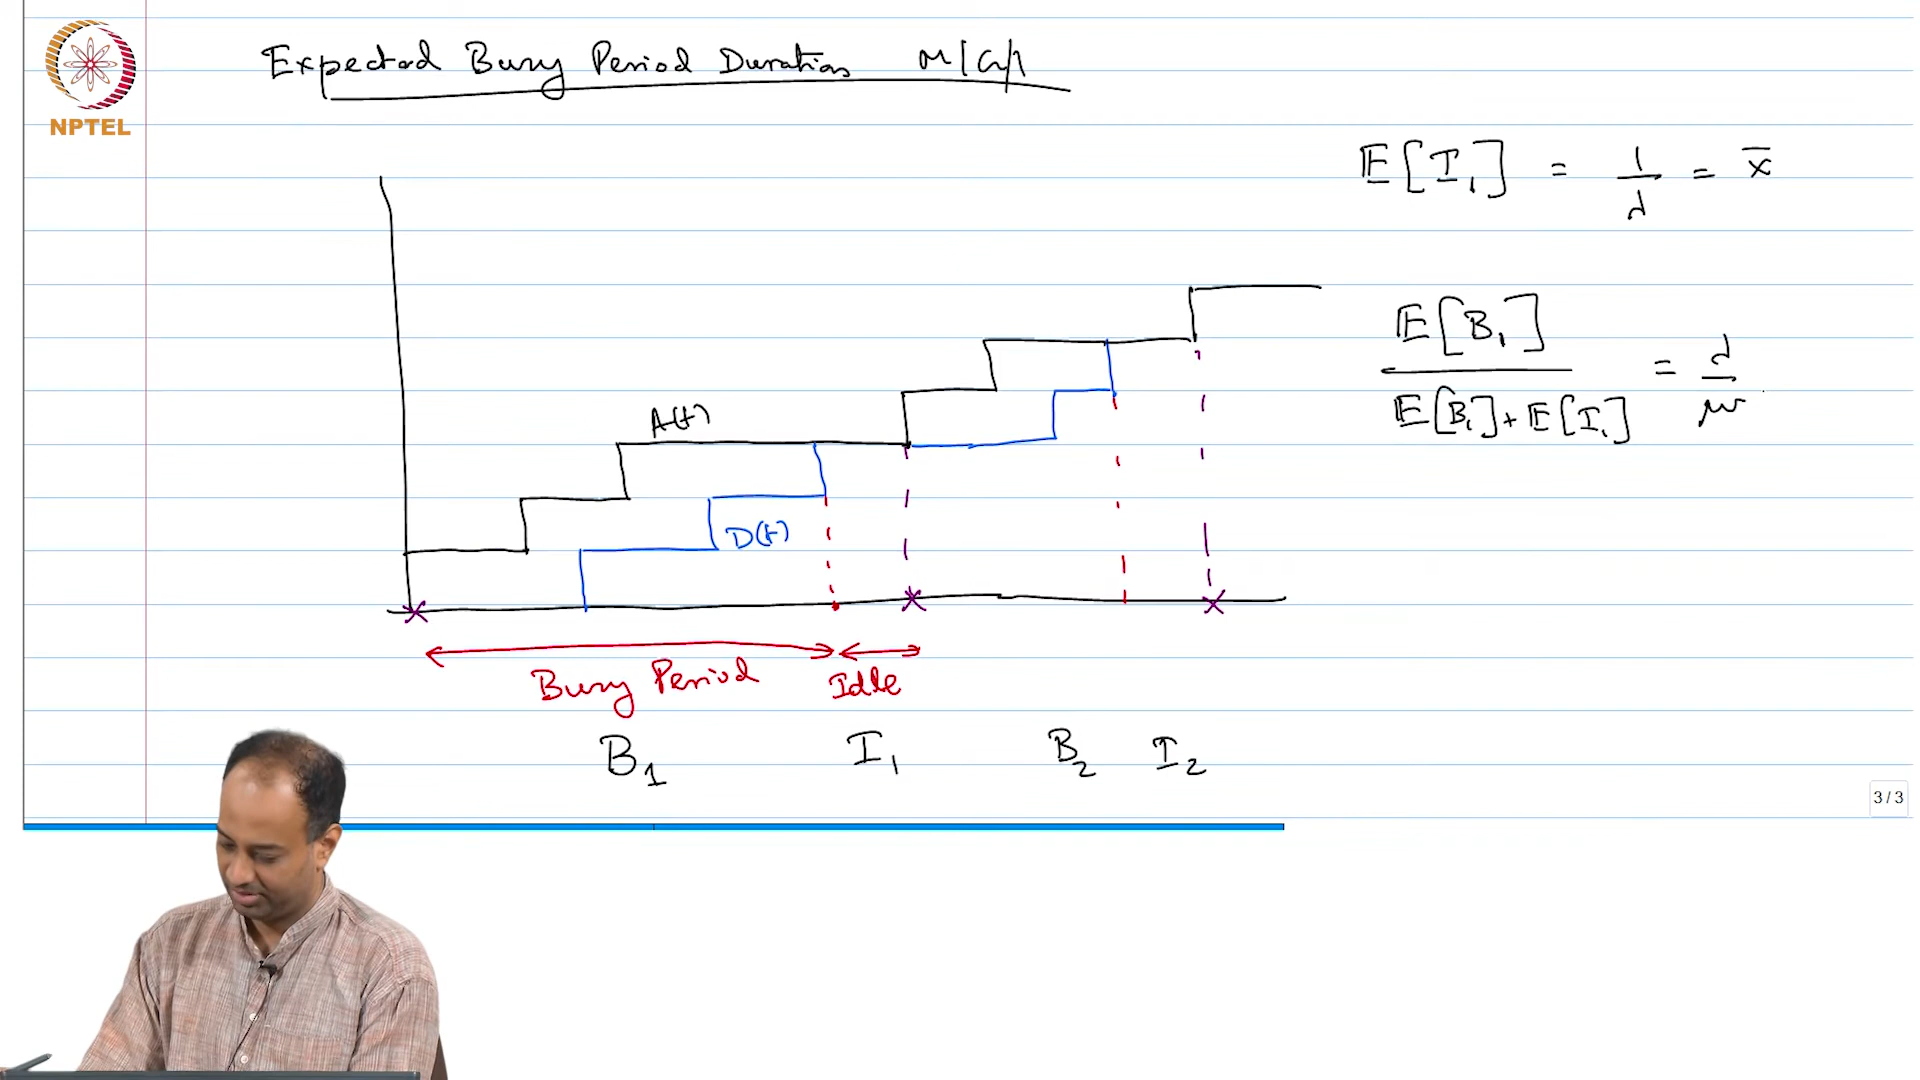 NPTEL
Expected Busy Period Duration M/G/1
E[I₁] = 1/λ = x̄
E[B₁] / E[B₁] + E[I₁] = λ/μ
A(t)
D(t)
Busy Period
Idle
B₁ I₁ B₂ I₂
3 / 3